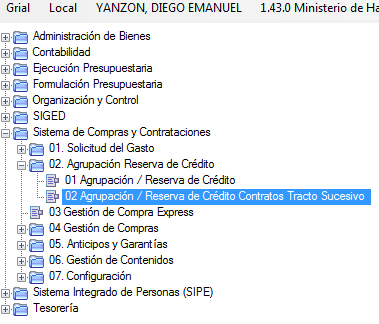 Grial Local YANZON, DIEGO EMANUEL 1.43.0 Ministerio de Ha
Administración de Bienes
Contabilidad
Ejecución Presupuestaria
Formulación Presupuestaria
Organización y Control
SIGED
Sistema de Compras y Contrataciones
01. Solicitud del Gasto
02. Agrupación Reserva de Crédito
01 Agrupación / Reserva de Crédito
02 Agrupación / Reserva de Crédito Contratos Tracto Sucesivo
03 Gestión de Compra Express
04 Gestión de Compras
05. Anticipos y Garantías
06. Gestión de Contenidos
07. Configuración
Sistema Integrado de Personas (SIPE)
Tesorería